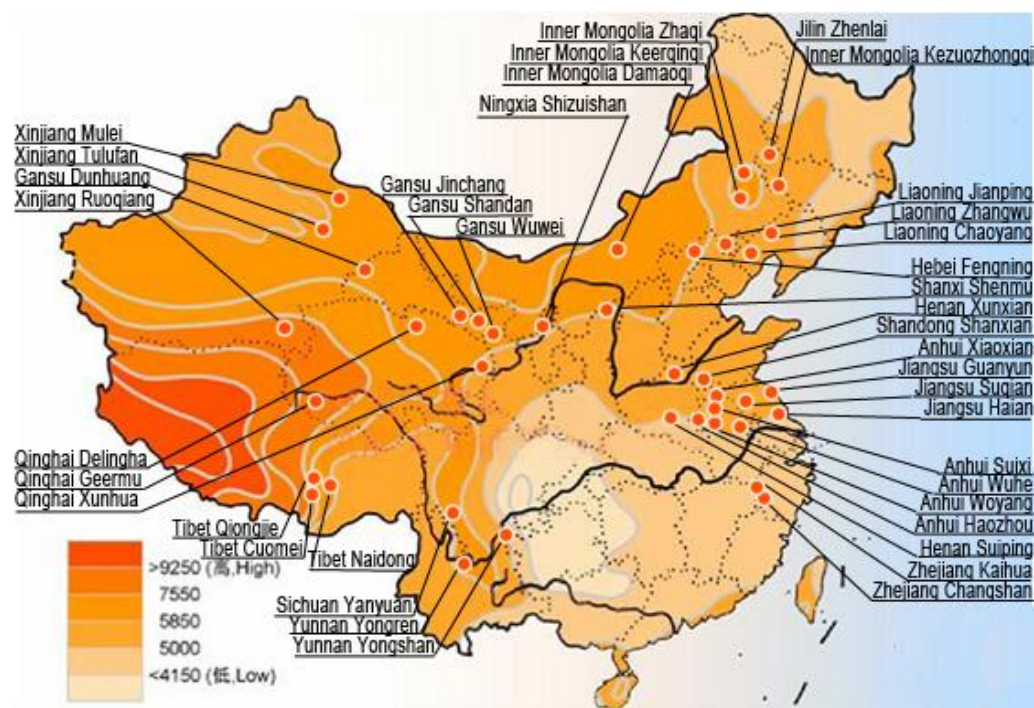 Inner Mongolia Zhaqi
Jilin Zhenlai
Inner Mongolia Keerqinqi
Inner Mongolia Kezuozhongqi
Inner Mongolia Damaoqi
Ningxia Shizuishan
Xinjiang Mulei
Xinjiang Tulufan
Gansu Dunhuang
Xinjiang Ruoqiang
Gansu Jinchang
Gansu Shandan
Gansu Wuwei
Liaoning Jianping
Liaoning Zhangwu
Liaoning Chaoyang
Hebei Fengning
Shanxi Shenmu
Henan Xunxian
Shandong Shanxian
Anhui Xiaoxian
Jiangsu Guanyun
Jiangsu Suqian
Jiangsu Haian
Qinghai Delingha
Qinghai Geermu
Qinghai Xunhua
Anhui Suixi
Anhui Wuhe
Anhui Woyang
Anhui Haozhou
Henan Suiping
Zhejiang Kaihua
Zhejiang Changshan
Tibet Qiongjie
Tibet Cuomei
Tibet Naidong
Sichuan Yanyuan
Yunnan Yongren
Yunnan Yongshan
>9250 (高,High)
7550
5850
5000
<4150 (低,Low)